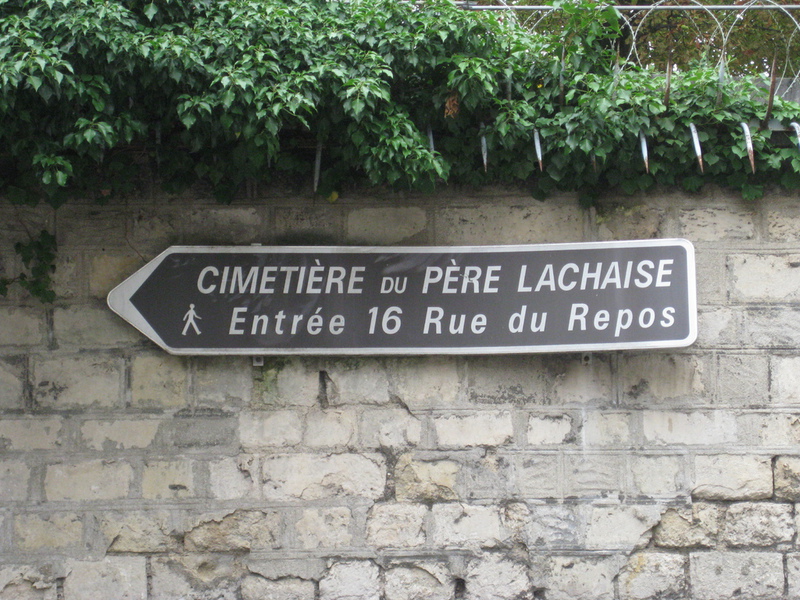 CIMETIÈRE DU PÈRE LACHAISE
Entrée 16 Rue du Repos